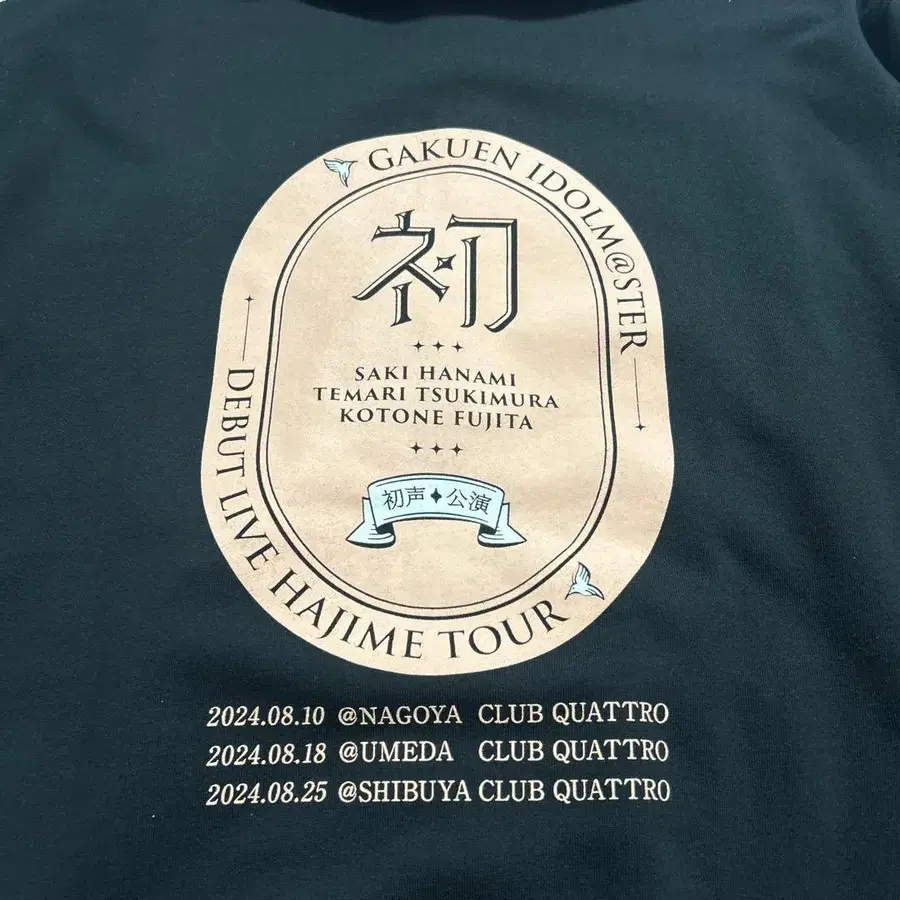 GAKUEN IDOLM@STER
初
SAKI HANAMI
TEMARI TSUKIMURA
KOTONE FUJITA
初声✦公演
DEBUT LIVE HAJIME TOUR
2024.08.10 @NAGOYA CLUB QUATTRO
2024.08.18 @UMEDA CLUB QUATTRO
2024.08.25 @SHIBUYA CLUB QUATTRO